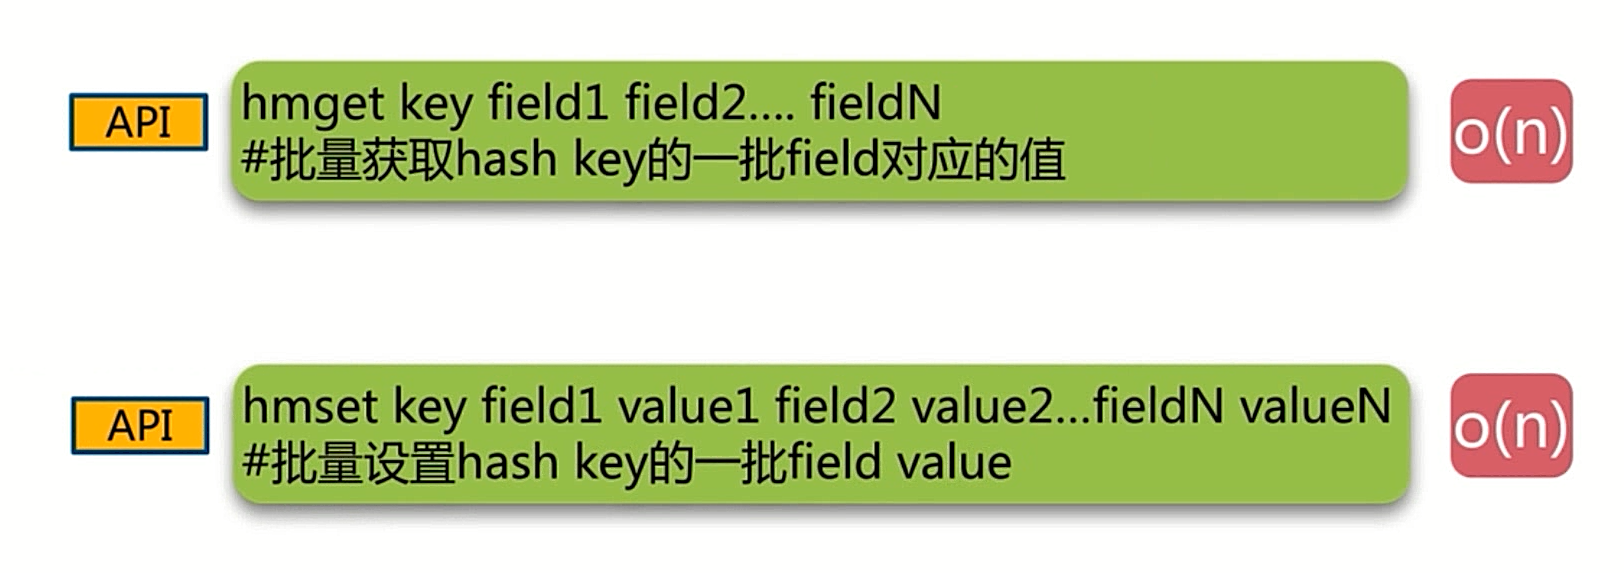 API
hmget key field1 field2.... fieldN
#批量获取hash key的一批field对应的值
o(n)
API
hmset key field1 value1 field2 value2...fieldN valueN
#批量设置hash key的一批field value
o(n)